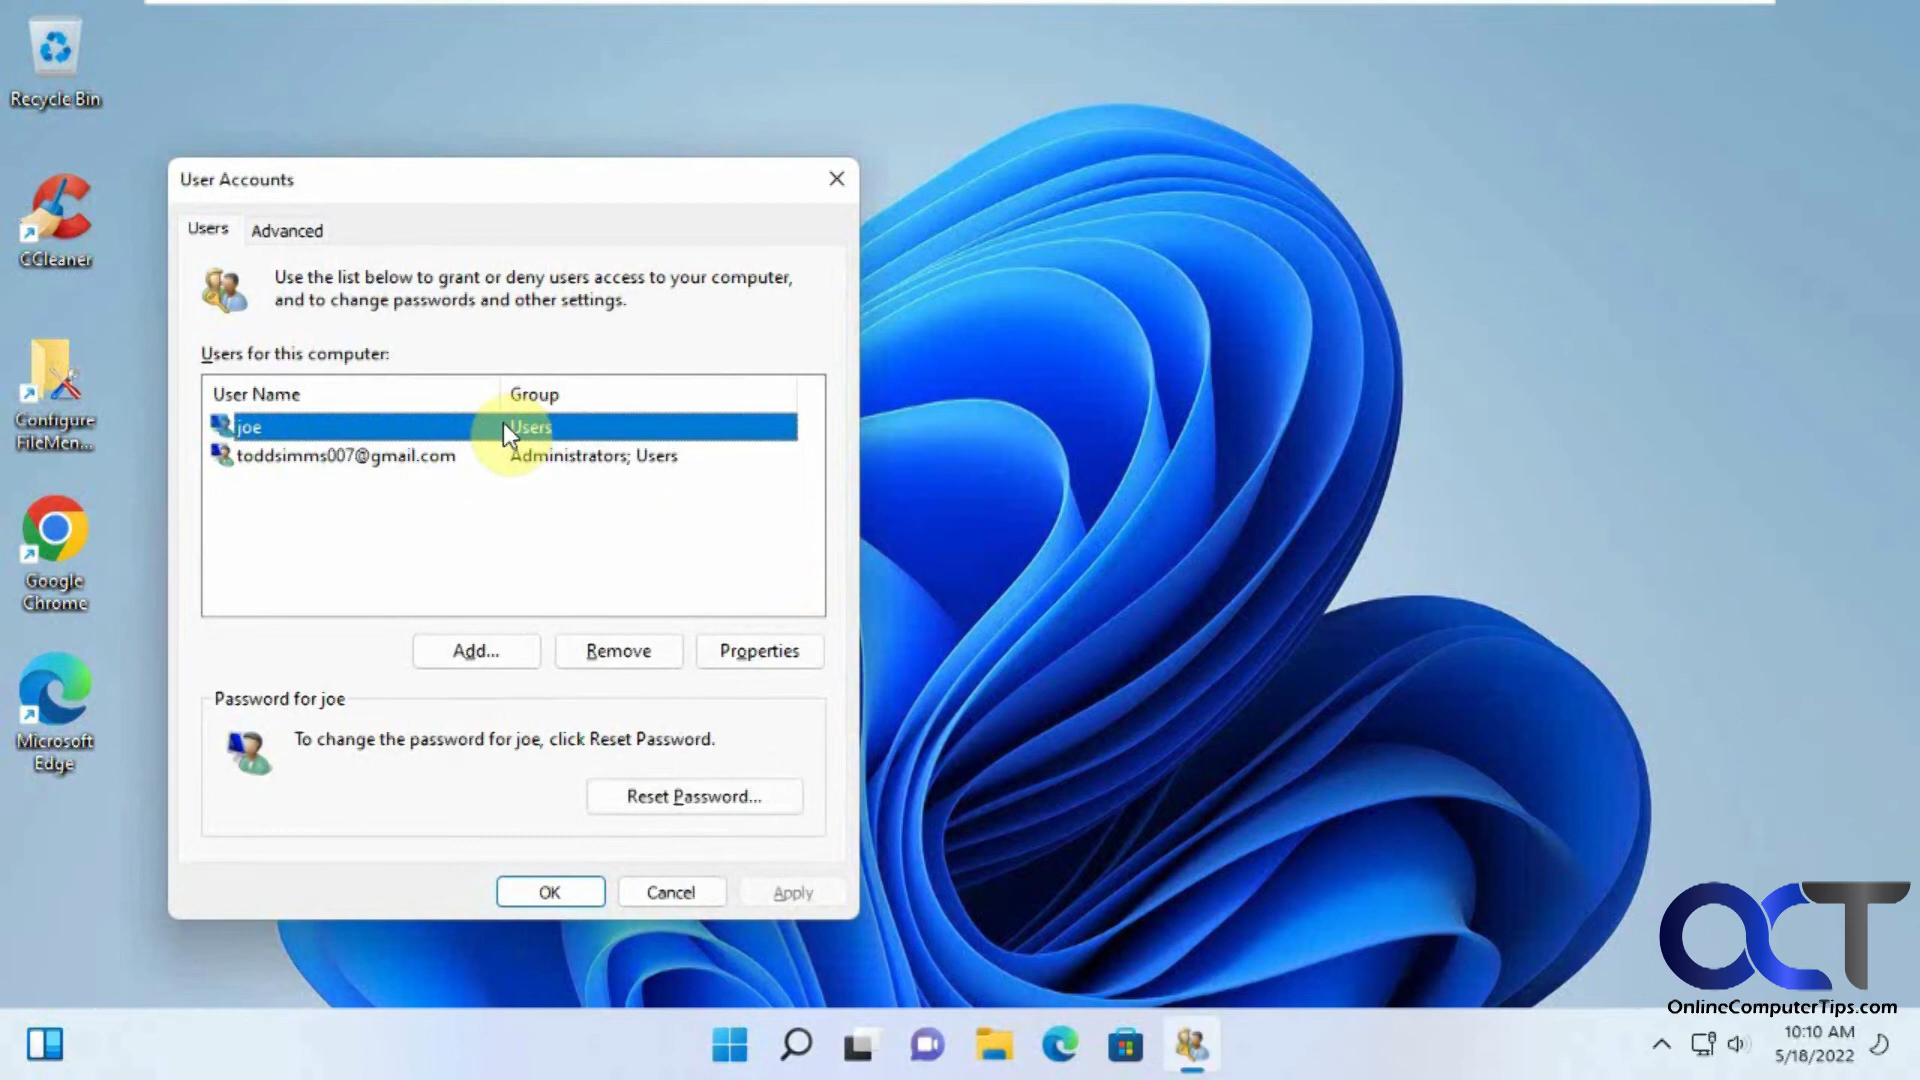 Recycle Bin
CCleaner
Configure
FileMen...
Google
Chrome
Microsoft
Edge
User Accounts
Users
Advanced
Use the list below to grant or deny users access to your computer,
and to change passwords and other settings.
Users for this computer:
User Name Group
joe Users
toddsimms007@gmail.com Administrators; Users
Add... Remove Properties
Password for joe
To change the password for joe, click Reset Password.
Reset Password...
OK Cancel Apply
OCT
OnlineComputerTips.com
10:10 AM
5/18/2022